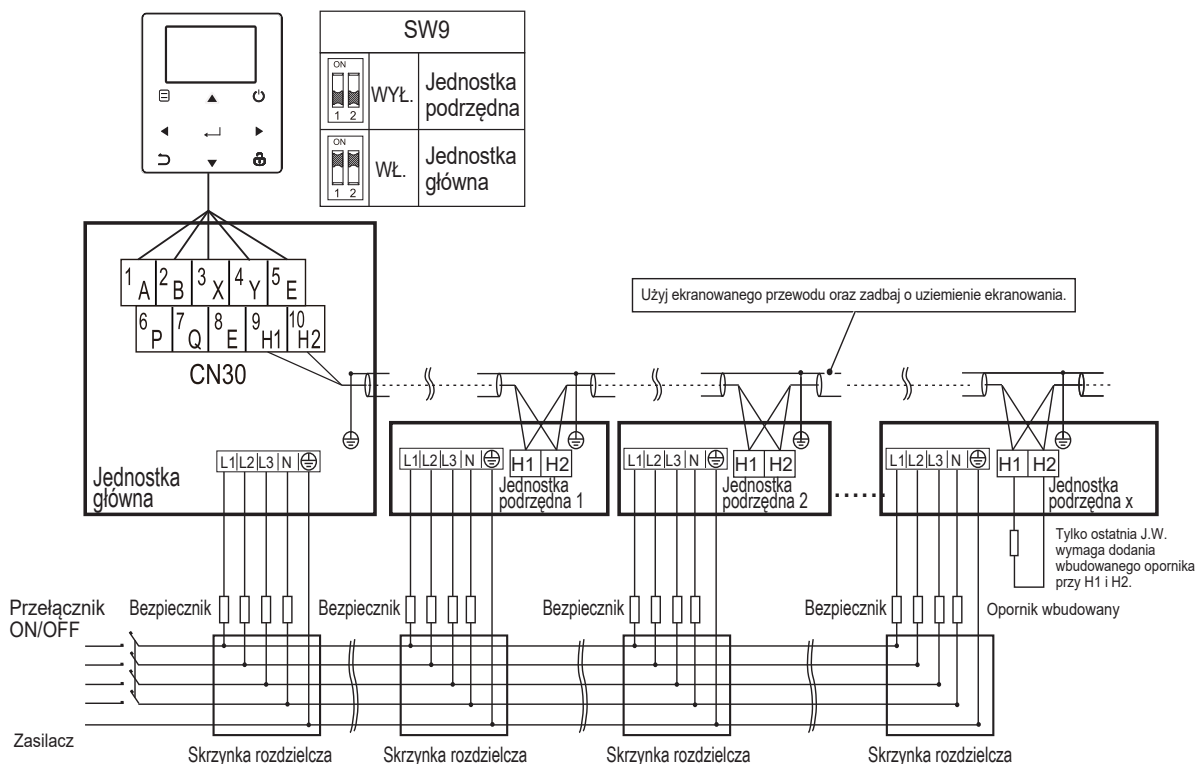 SW9
ON
1 2
WYŁ.
Jednostka
podrzędna
ON
1 2
WŁ.
Jednostka
główna
1 A 2 B 3 X 4 Y 5 E
6 P 7 Q 8 E 9 H1 10 H2
CN30
Użyj ekranowanego przewodu oraz zadbaj o uziemienie ekranowania.
L1 L2 L3 N
Jednostka
główna
L1 L2 L3 N
H1 H2
Jednostka
podrzędna 1
L1 L2 L3 N
H1 H2
Jednostka
podrzędna 2
L1 L2 L3 N
H1 H2
Jednostka
podrzędna x
Tylko ostatnia J.W.
wymaga dodania
wbudowanego opornika
przy H1 i H2.
Przełącznik
ON/OFF
Bezpiecznik
Bezpiecznik
Bezpiecznik
Bezpiecznik
Opornik wbudowany
Zasilacz
Skrzynka rozdzielcza
Skrzynka rozdzielcza
Skrzynka rozdzielcza
Skrzynka rozdzielcza